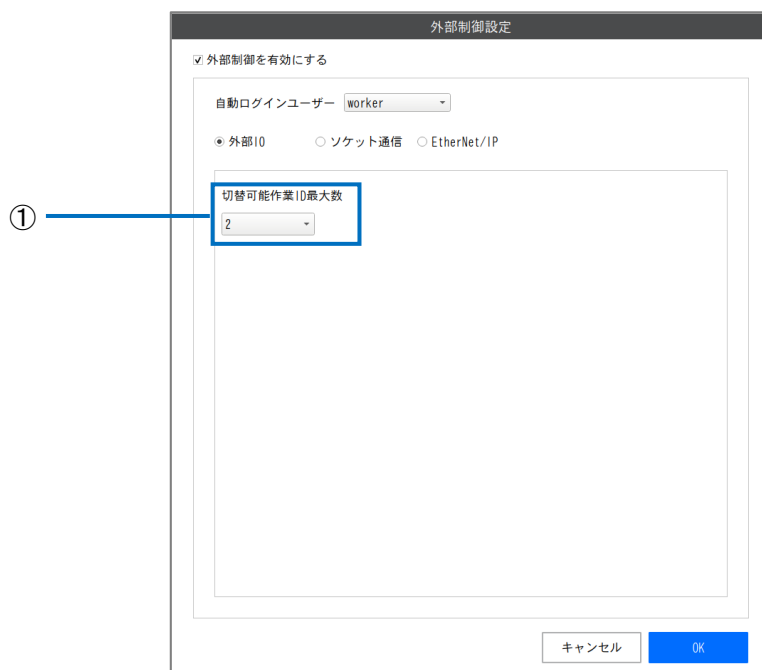 外部制御設定
外部制御を有効にする
自動ログインユーザー worker
外部IO ソケット通信 EtherNet/IP
切替可能作業ID最大数
①
2
キャンセル OK